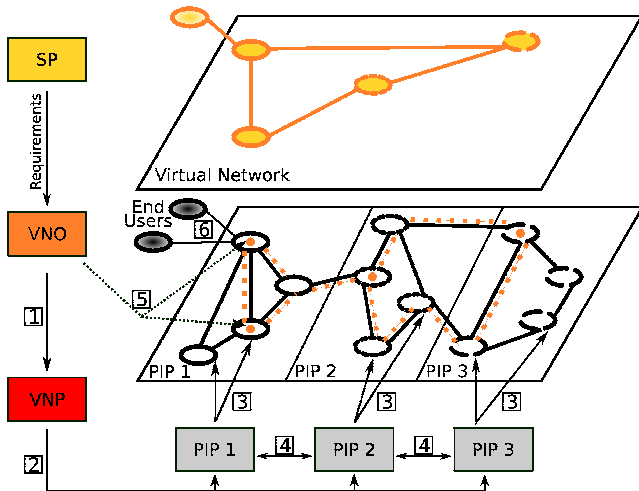 SP
Requirements
Virtual Network
End
Users
6
VNO
5
1
PIP 1
PIP 2
PIP 3
VNP
3
3
3
2
PIP 1
4
PIP 2
4
PIP 3